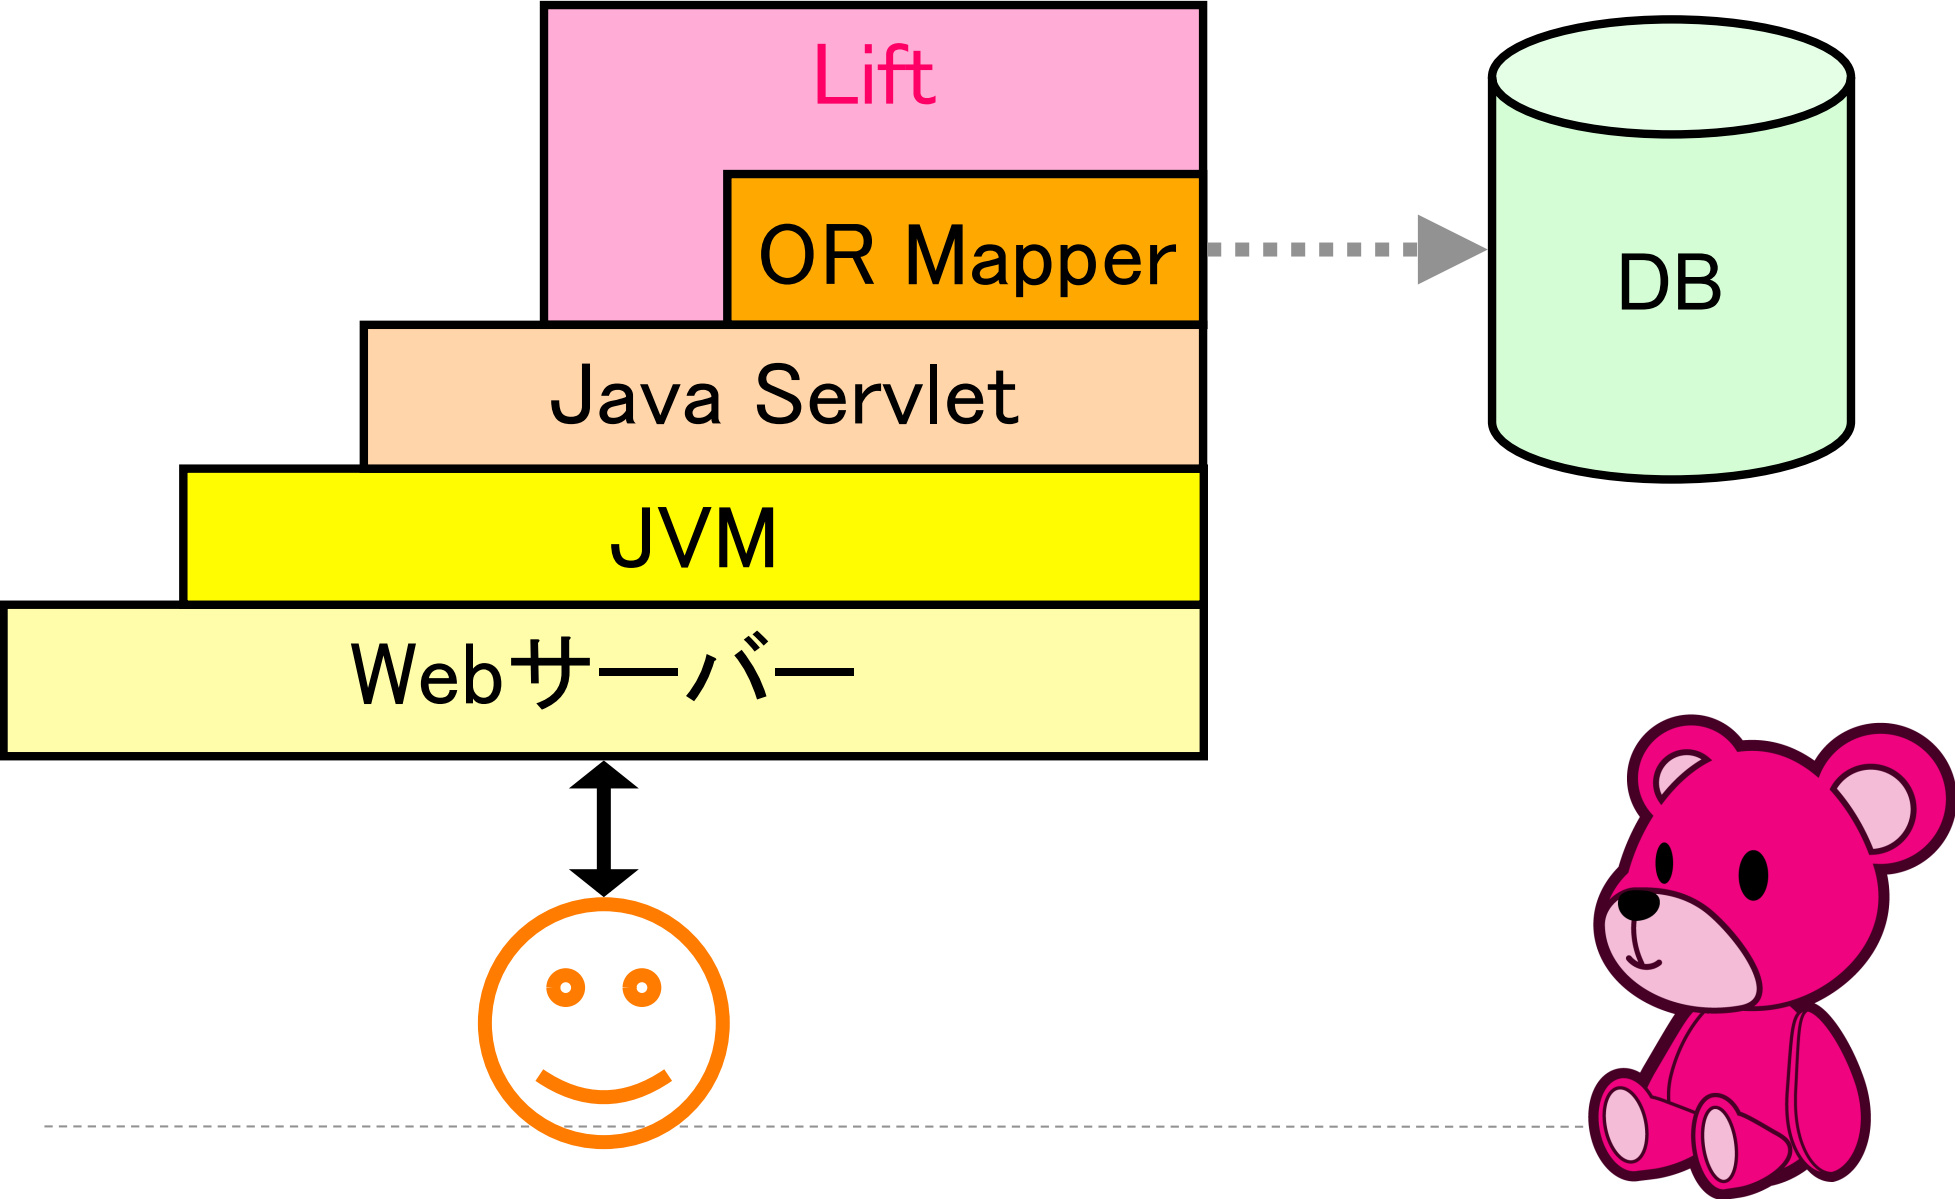 Lift
OR Mapper
DB
Java Servlet
JVM
Webサーバー